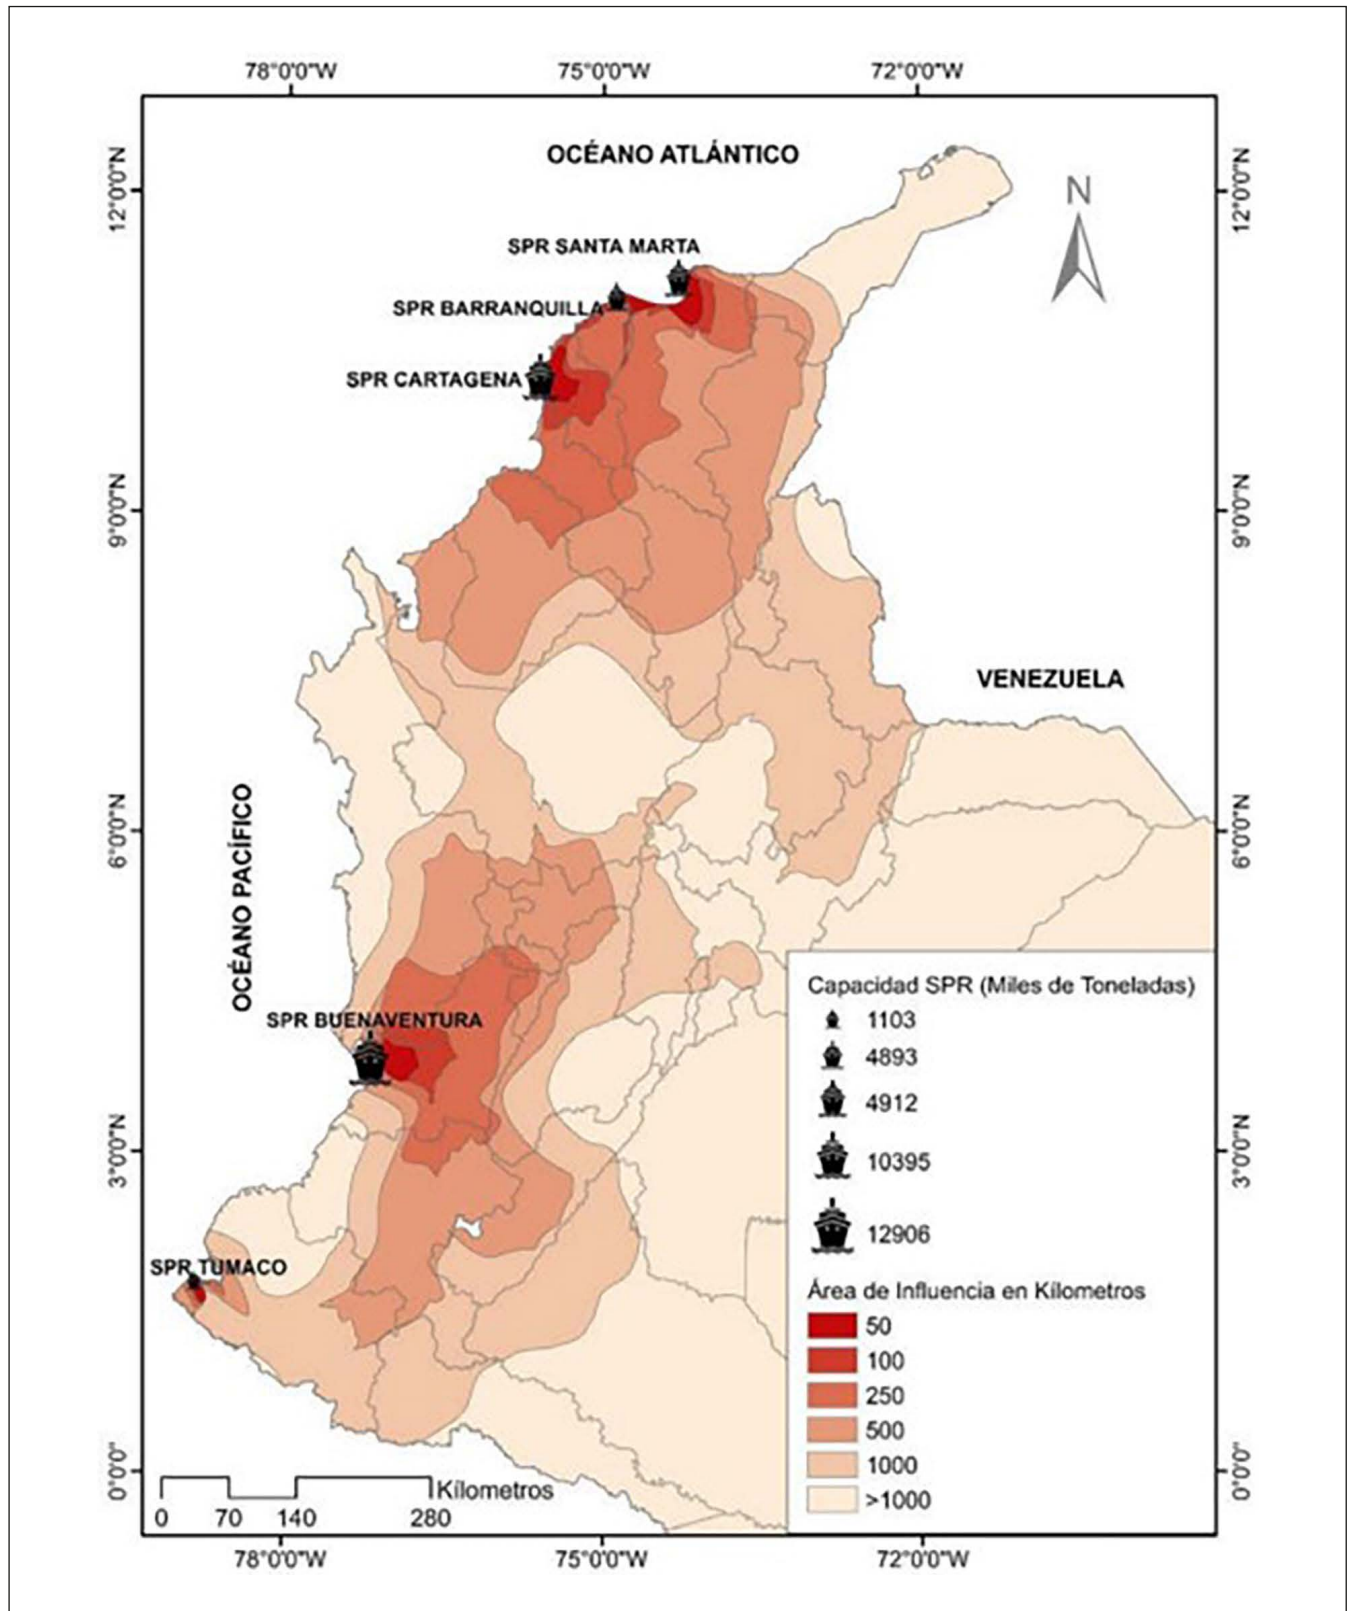 78°0'0"W 75°0'0"W 72°0'0"W
OCÉANO ATLÁNTICO
12°0'0"N
12°0'0"N
N
SPR SANTA MARTA
SPR BARRANQUILLA
SPR CARTAGENA
9°0'0"N
9°0'0"N
VENEZUELA
OCÉANO PACÍFICO
6°0'0"N
6°0'0"N
SPR BUENAVENTURA
Capacidad SPR (Miles de Toneladas)
1103
4893
4912
10395
12906
3°0'0"N
3°0'0"N
SPR TUMACO
Área de Influencia en Kílometros
50
100
250
500
1000
>1000
0°0'0"
0°0'0"
Kílometros
0 70 140 280
78°0'0"W 75°0'0"W 72°0'0"W